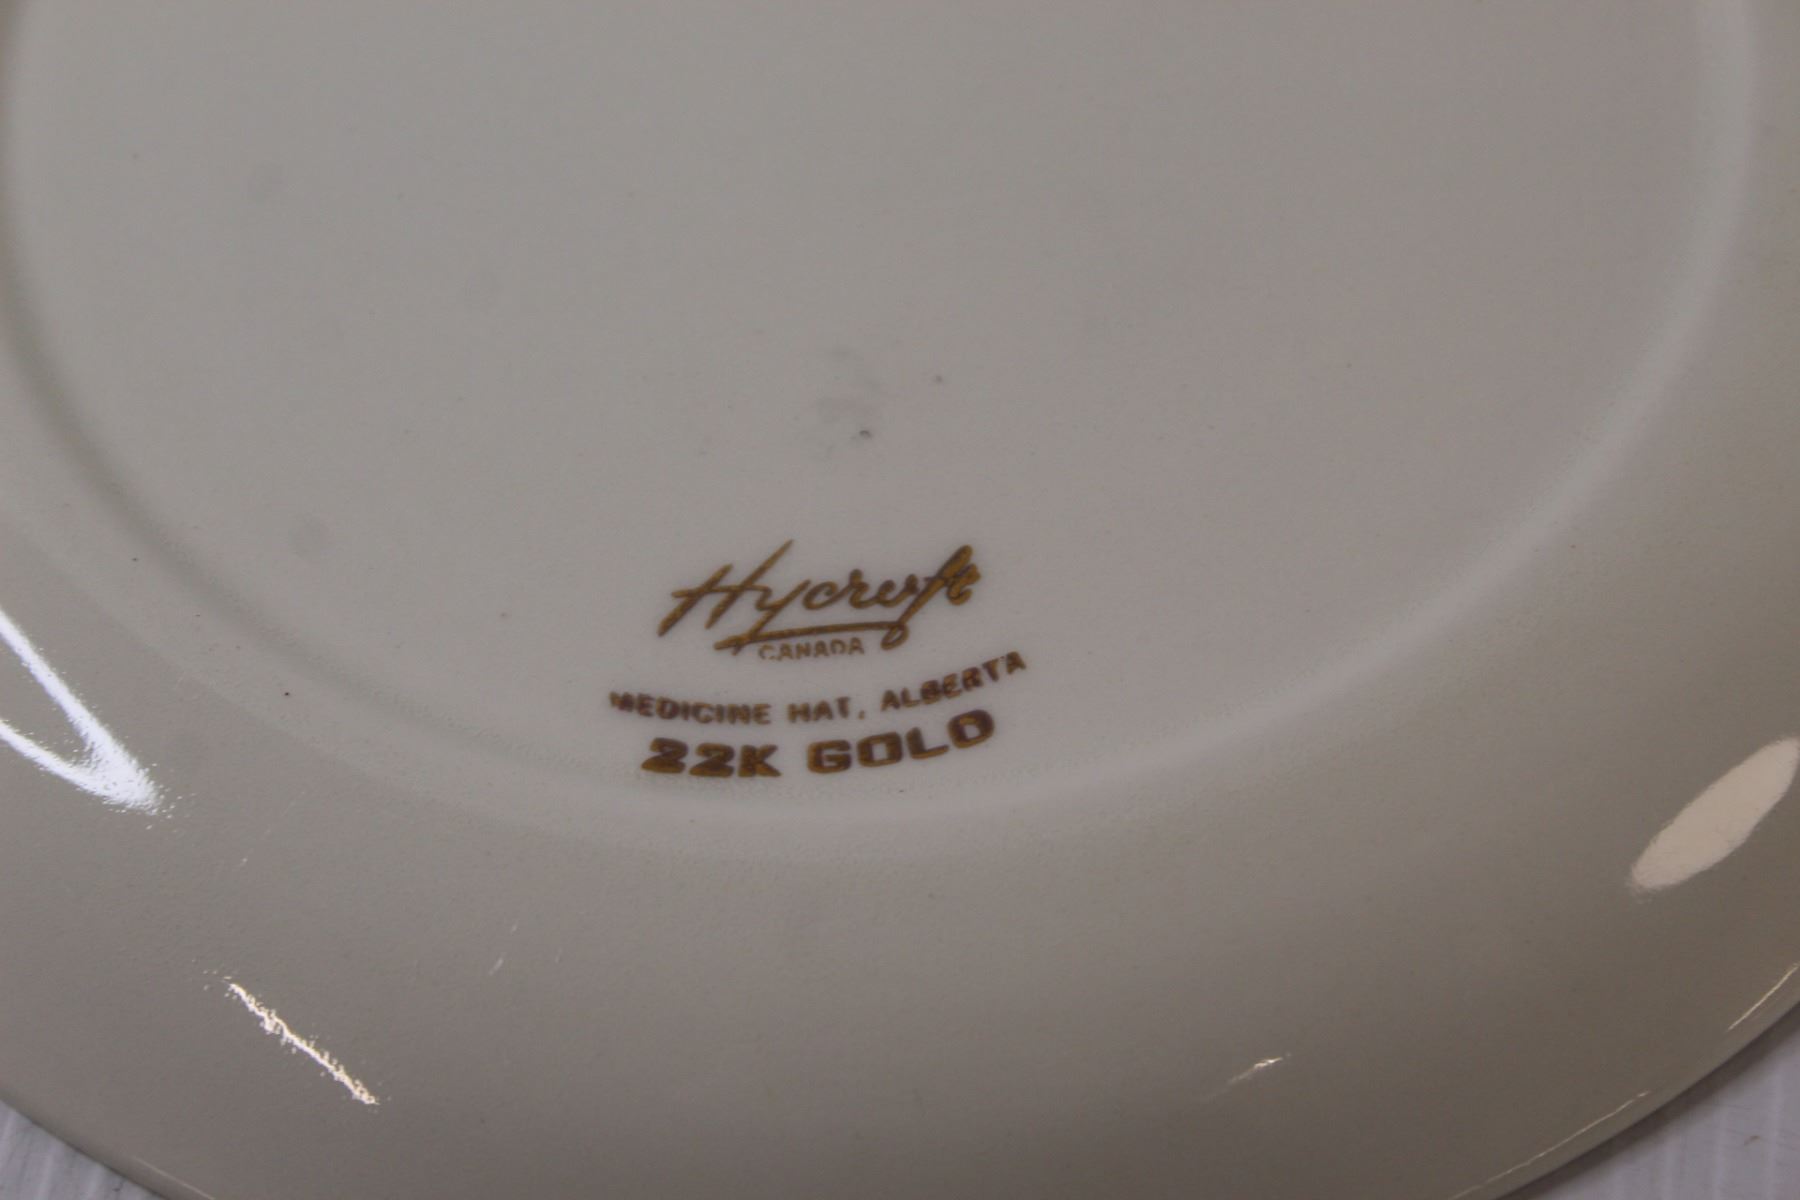 Hycroft
CANADA
MEDICINE HAT, ALBERTA
22K GOLD